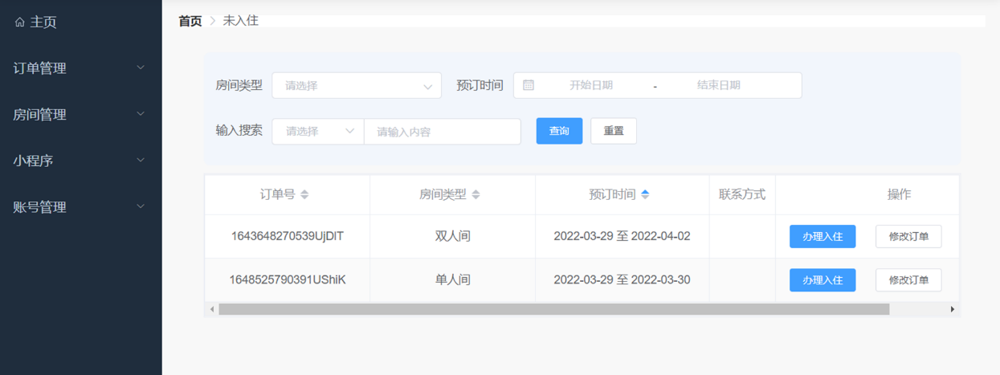 主页
订单管理
房间管理
小程序
账号管理
首页 > 未入住
房间类型 请选择 预订时间 开始日期 - 结束日期
输入搜索 请选择 请输入内容 查询 重置
订单号 房间类型 预订时间 联系方式 操作
1643648270539UjDIT 双人间 2022-03-29 至 2022-04-02 办理入住 修改订单
1648525790391UShiK 单人间 2022-03-29 至 2022-03-30 办理入住 修改订单